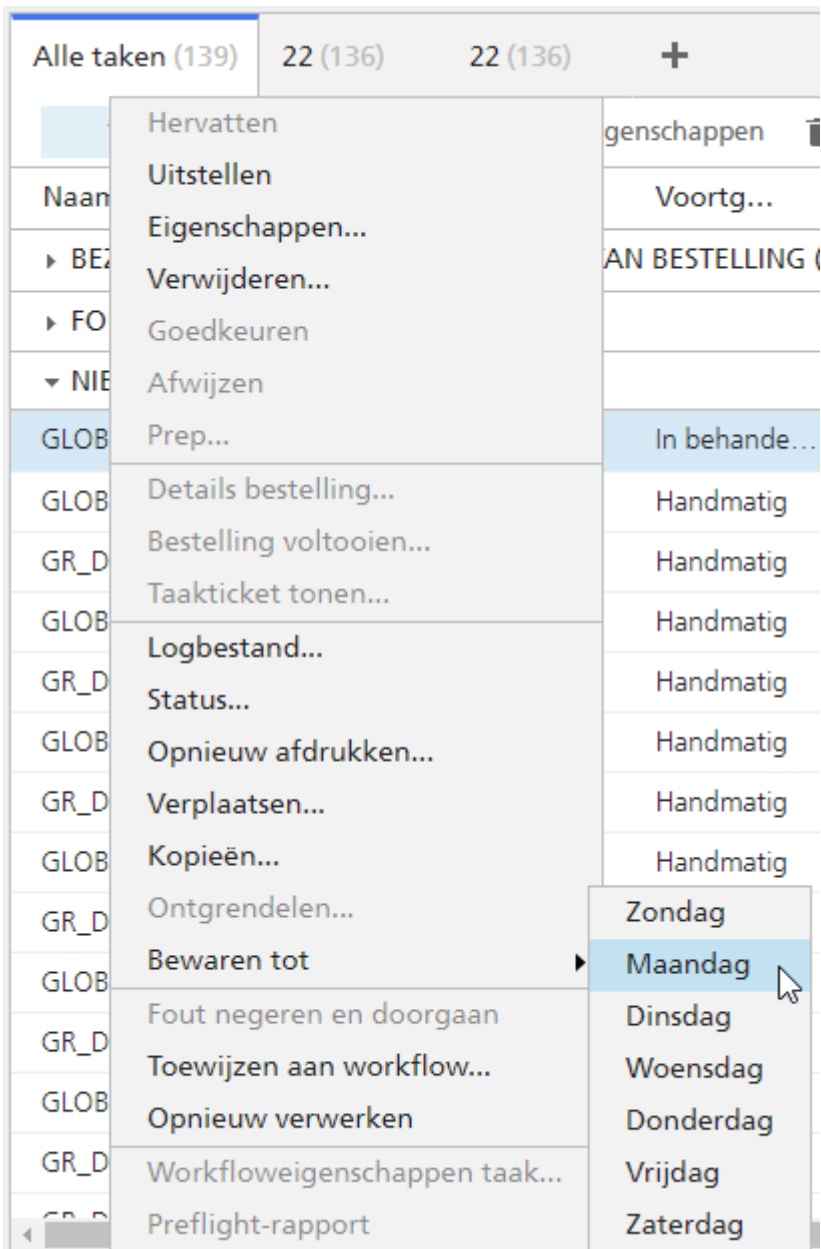 Alle taken (139) 22 (136) 22 (136) +
Hervatten
Uitstellen
Eigenschappen...
Verwijderen...
Goedkeuren
Afwijzen
Prep...
Details bestelling...
Bestelling voltooien...
Taakticket tonen...
Logbestand...
Status...
Opnieuw afdrukken...
Verplaatsen...
Kopieën...
Ontgrendelen...
Bewaren tot
Fout negeren en doorgaan
Toewijzen aan workflow...
Opnieuw verwerken
Workfloweigenschappen taak...
Preflight-rapport
Zondag
Maandag
Dinsdag
Woensdag
Donderdag
Vrijdag
Zaterdag
genschappen
Naam Voortg...
BEZ AN BESTELLING (
FO
NIE
GLOB In behande...
GLOB Handmatig
GR_D Handmatig
GLOB Handmatig
GR_D Handmatig
GLOB Handmatig
GR_D Handmatig
GLOB Handmatig
GR_D
GLOB
GR_D
GLOB
GR_D